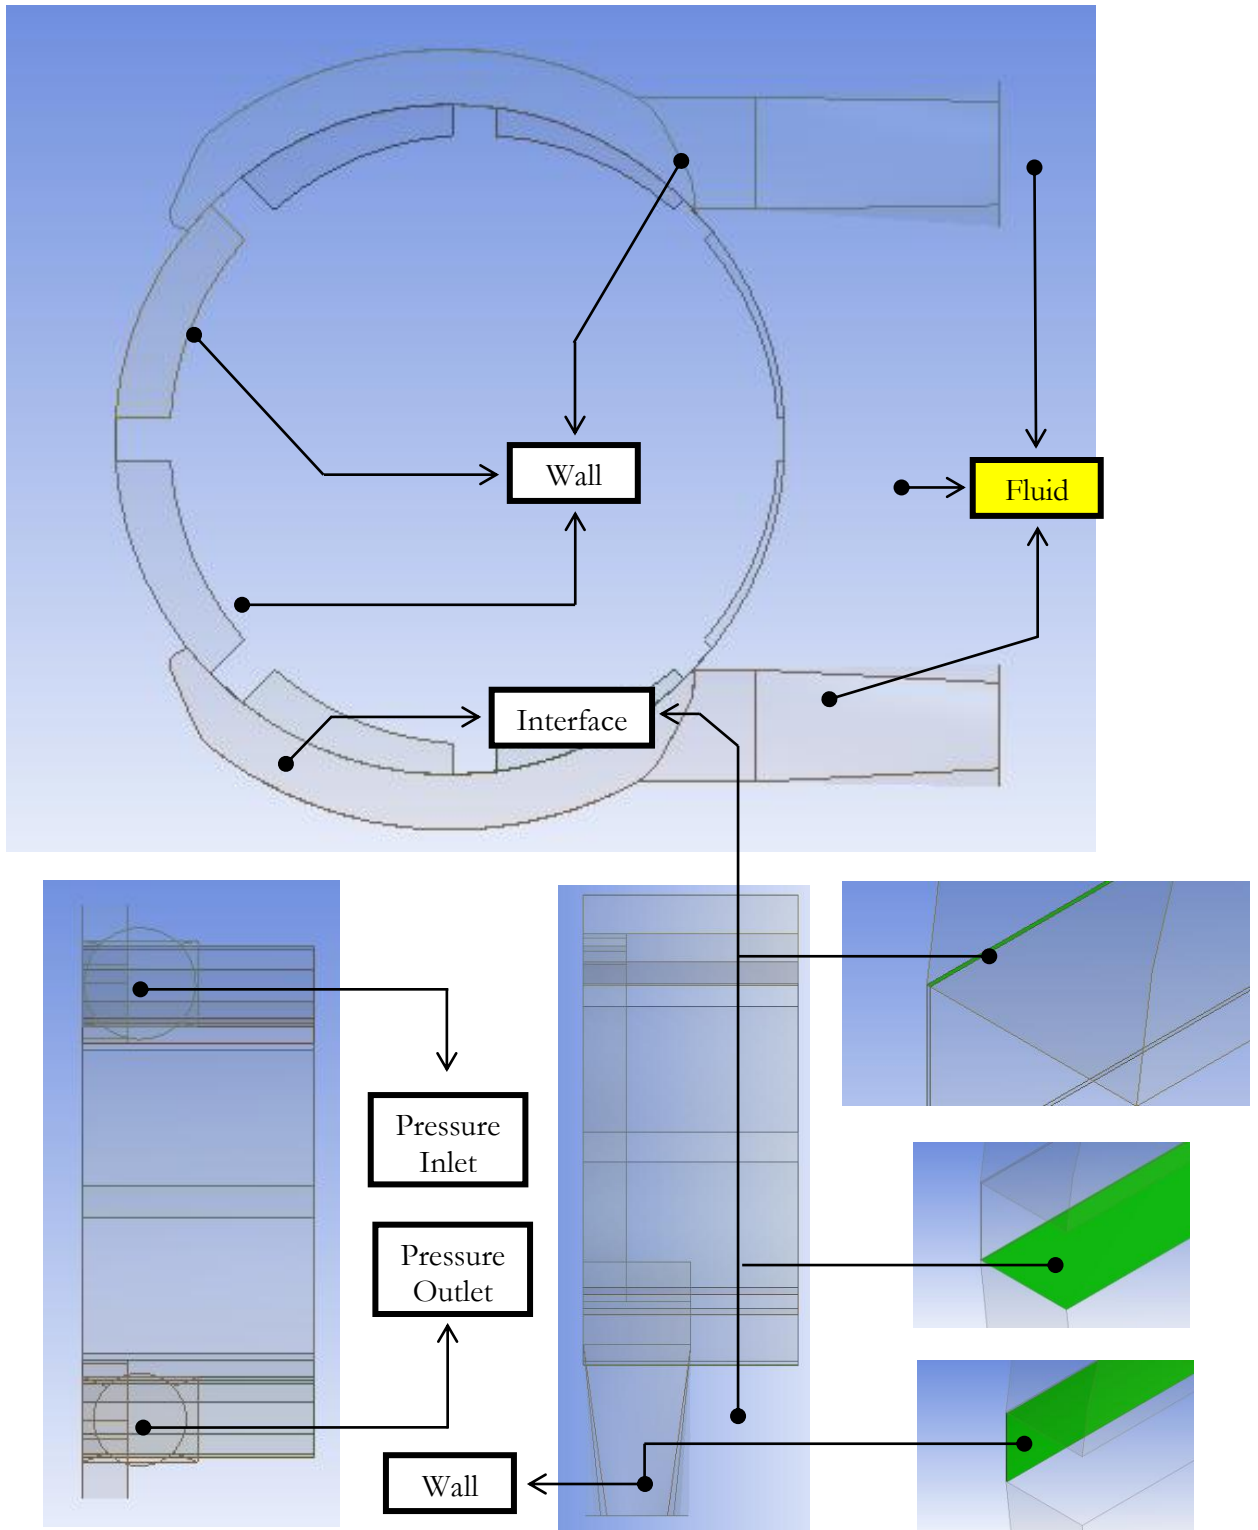 Wall
Fluid
Interface
Pressure
Inlet
Pressure
Outlet
Wall